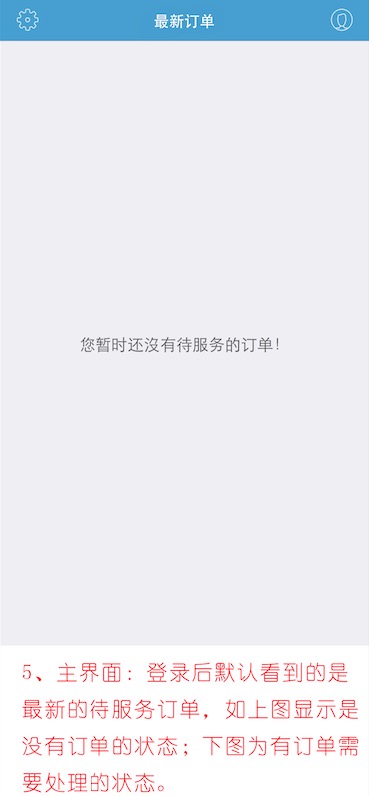 最新订单
您暂时还沒有待服务的订单！
5、主界面：登录后默认看到的是
最新的待服务订单，如上图显示是
没有订单的状态；下图为有订单需
要处理的状态。